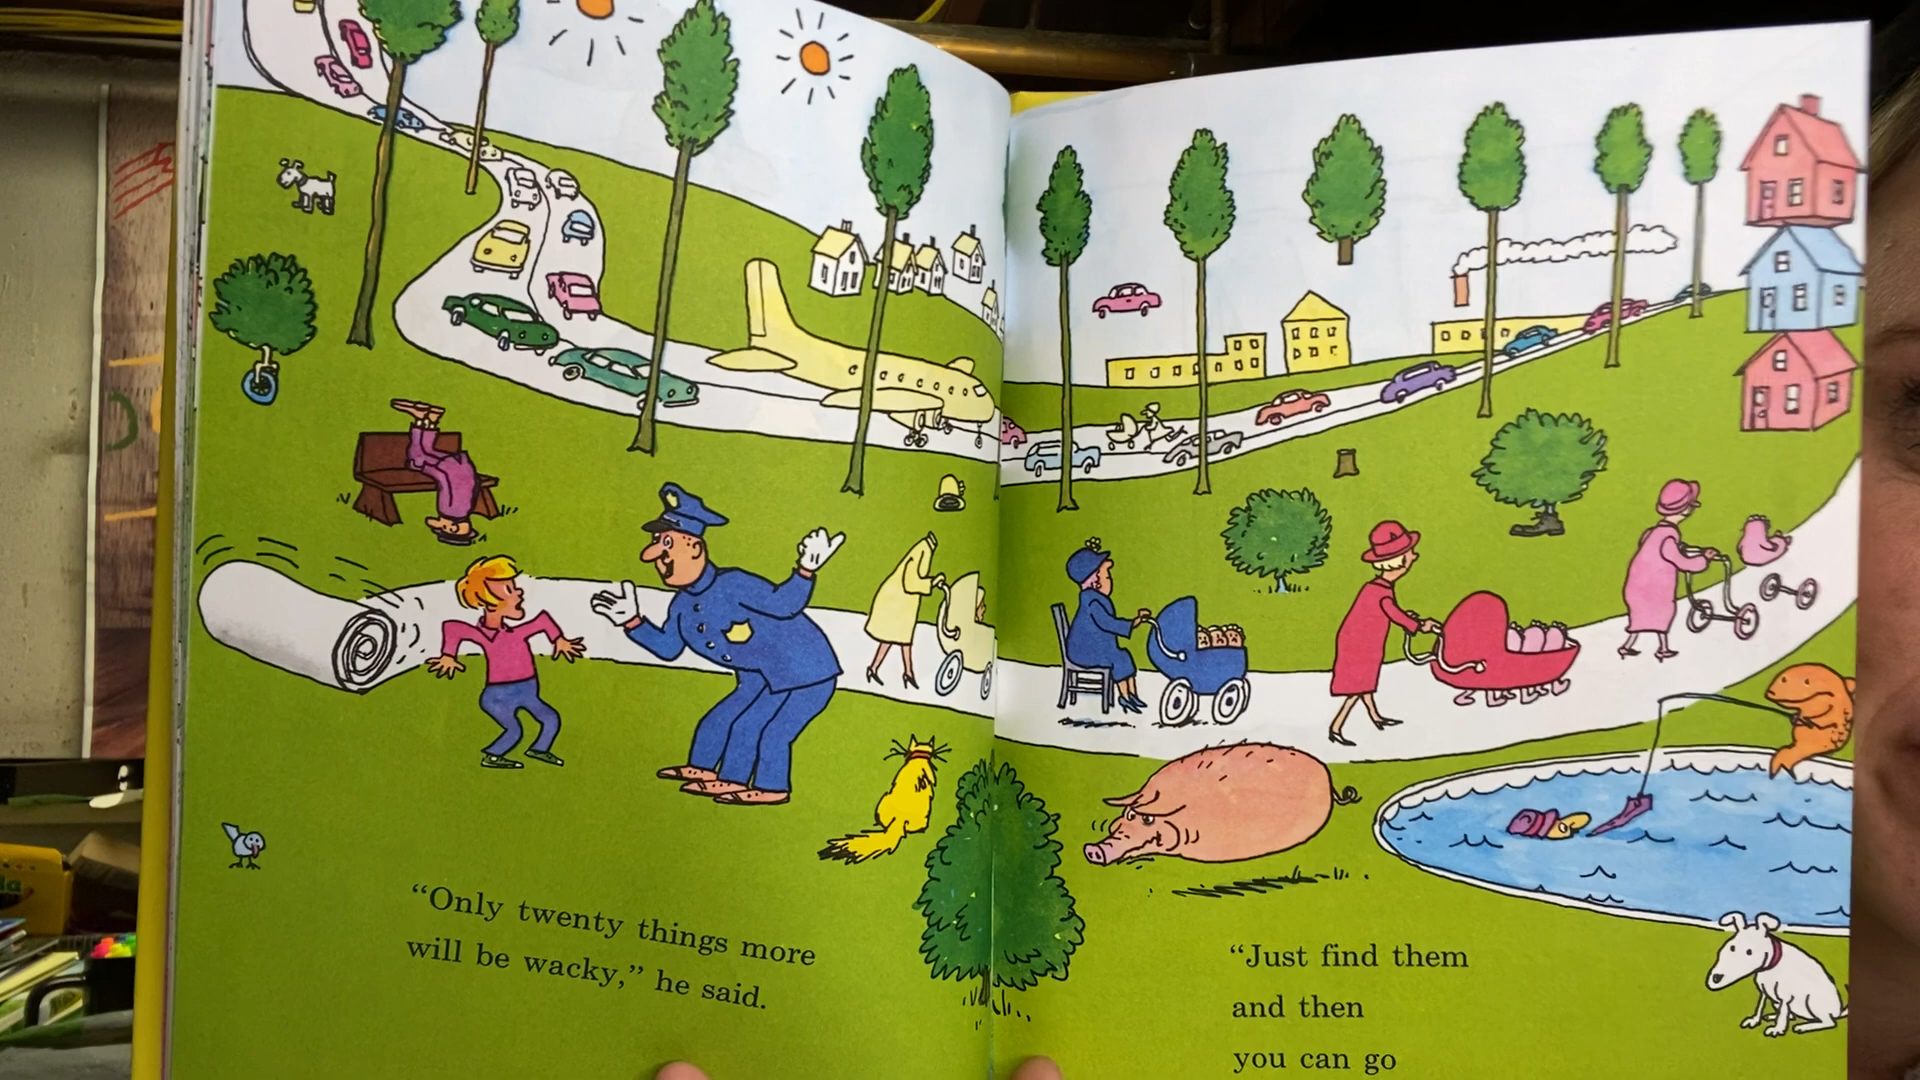 “Only twenty things more
will be wacky,” he said.
“Just find them
and then
you can go